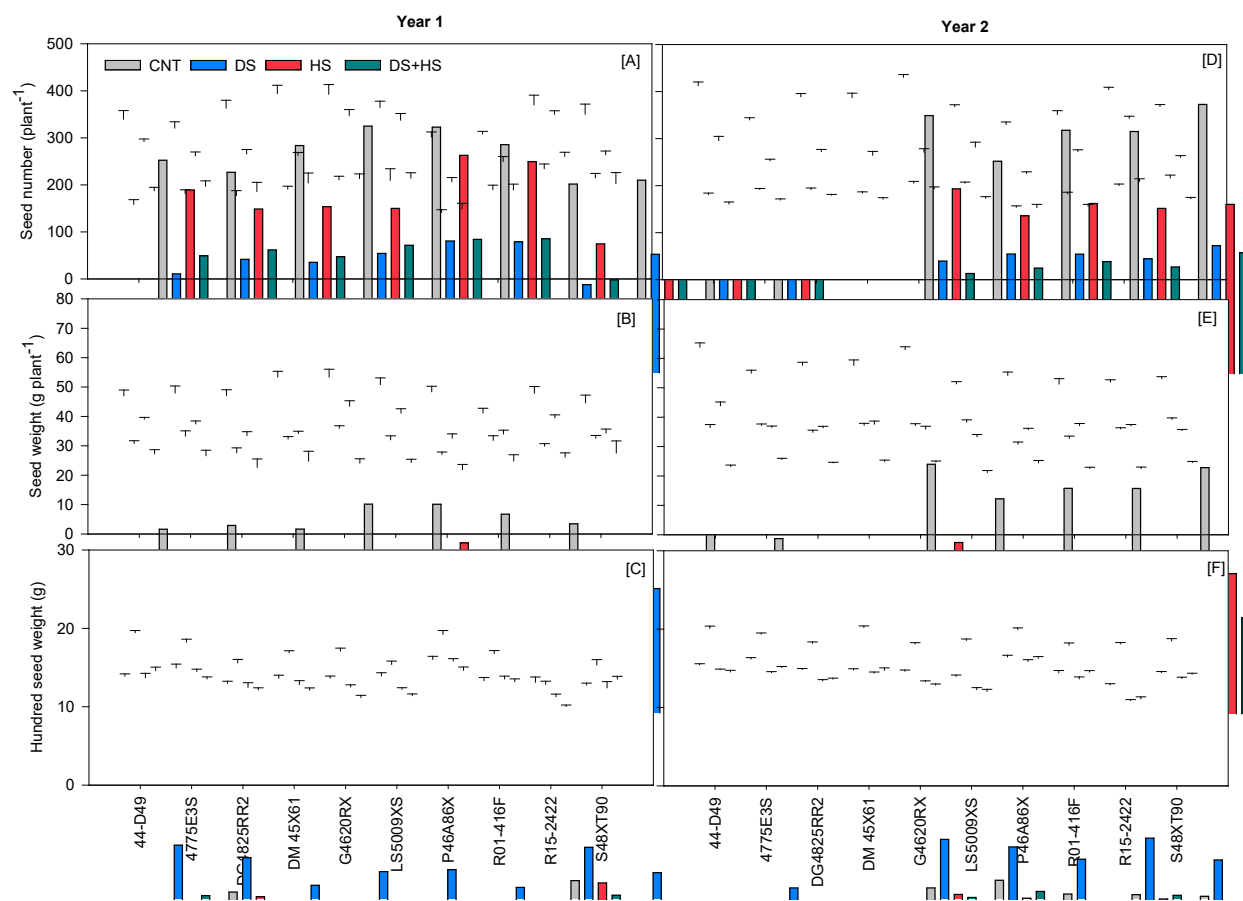 Year 1
Year 2
500
400
300
200
100
0
Seed number (plant-1)
CNT DS HS DS+HS
[A]
[D]
80
70
60
50
40
30
20
10
0
Seed weight (g plant-1)
[B]
[E]
30
20
10
0
Hundred seed weight (g)
[C]
[F]
44-D49
4775E3S
DG4825RR2
DM 45X61
G4620RX
LS5009XS
P46A86X
R01-416F
R15-2422
S48XT90
44-D49
4775E3S
DG4825RR2
DM 45X61
G4620RX
LS5009XS
P46A86X
R01-416F
R15-2422
S48XT90